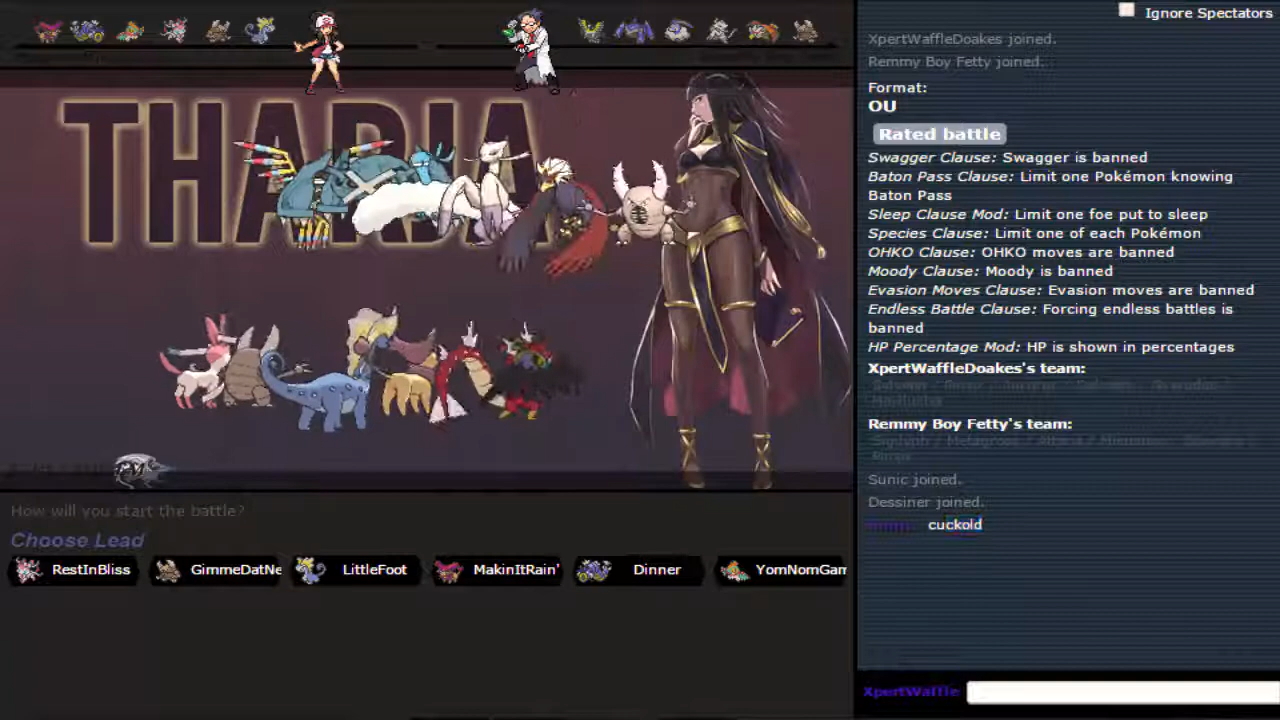 Ignore Spectators
XpertWaffleDoakes joined.
Remmy Boy Fetty joined.
Format:
OU
Rated battle
Swagger Clause: Swagger is banned
Baton Pass Clause: Limit one Pokémon knowing
Baton Pass
Sleep Clause Mod: Limit one foe put to sleep
Species Clause: Limit one of each Pokémon
OHKO Clause: OHKO moves are banned
Moody Clause: Moody is banned
Evasion Moves Clause: Evasion moves are banned
Endless Battle Clause: Forcing endless battles is
banned
HP Percentage Mod: HP is shown in percentages
XpertWaffleDoakes's team:
Remmy Boy Fetty's team:
Sunic joined.
Dessiner joined.
cuckold
XpertWaffle
THARJA
How will you start the battle?
Choose Lead
RestInBliss GimmeDatNe LittleFoot MakinItRain' Dinner YomNomGam